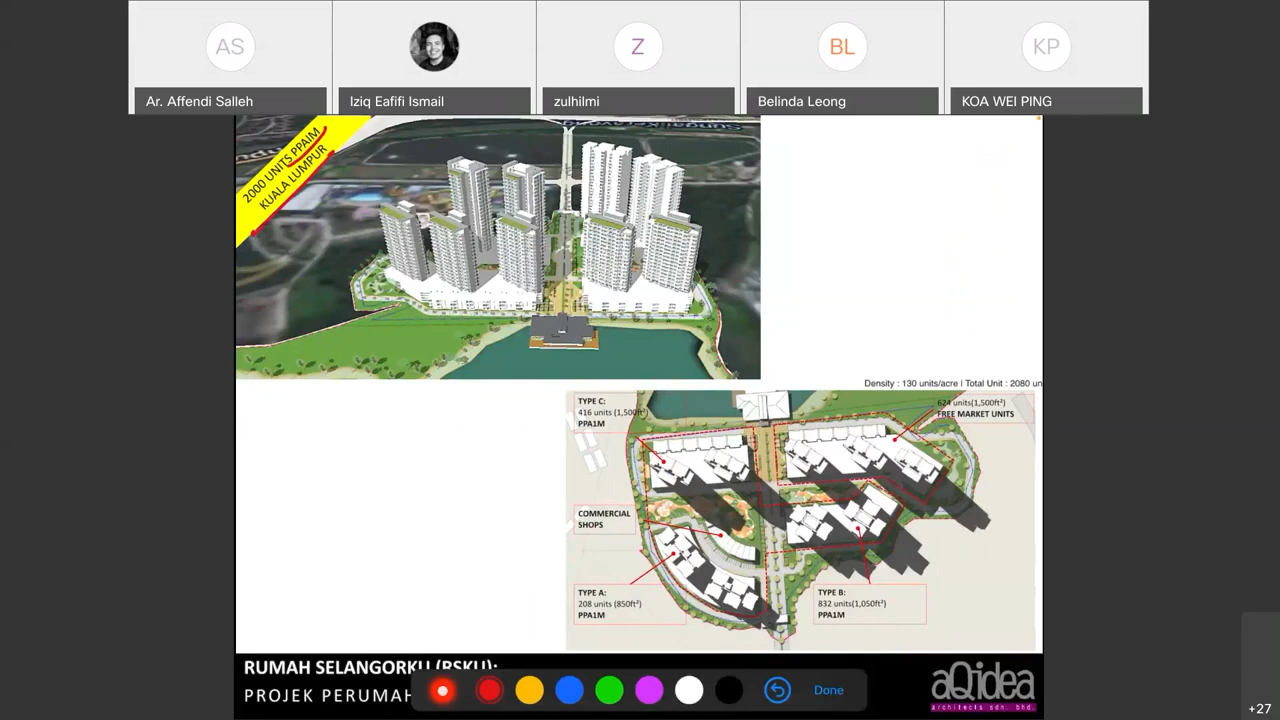 AS
Z
BL
KP
Ar. Affendi Salleh
Iziq Eafifi Ismail
zulhilmi
Belinda Leong
KOA WEI PING
2000 UNITS PPAIM
KUALA LUMPUR
Density : 130 units/acre | Total Unit : 2080 un
TYPE C:
416 units (1,500ft²)
PPA1M
624 units(1,500ft²)
FREE MARKET UNITS
COMMERCIAL
SHOPS
TYPE A:
208 units (850ft²)
PPA1M
TYPE B:
832 units(1,050ft²)
PPA1M
RUMAH SELANGORKU (RSKU):
PROJEK PERUMAH
Done
aQidea
architects sdn. bhd.
+27